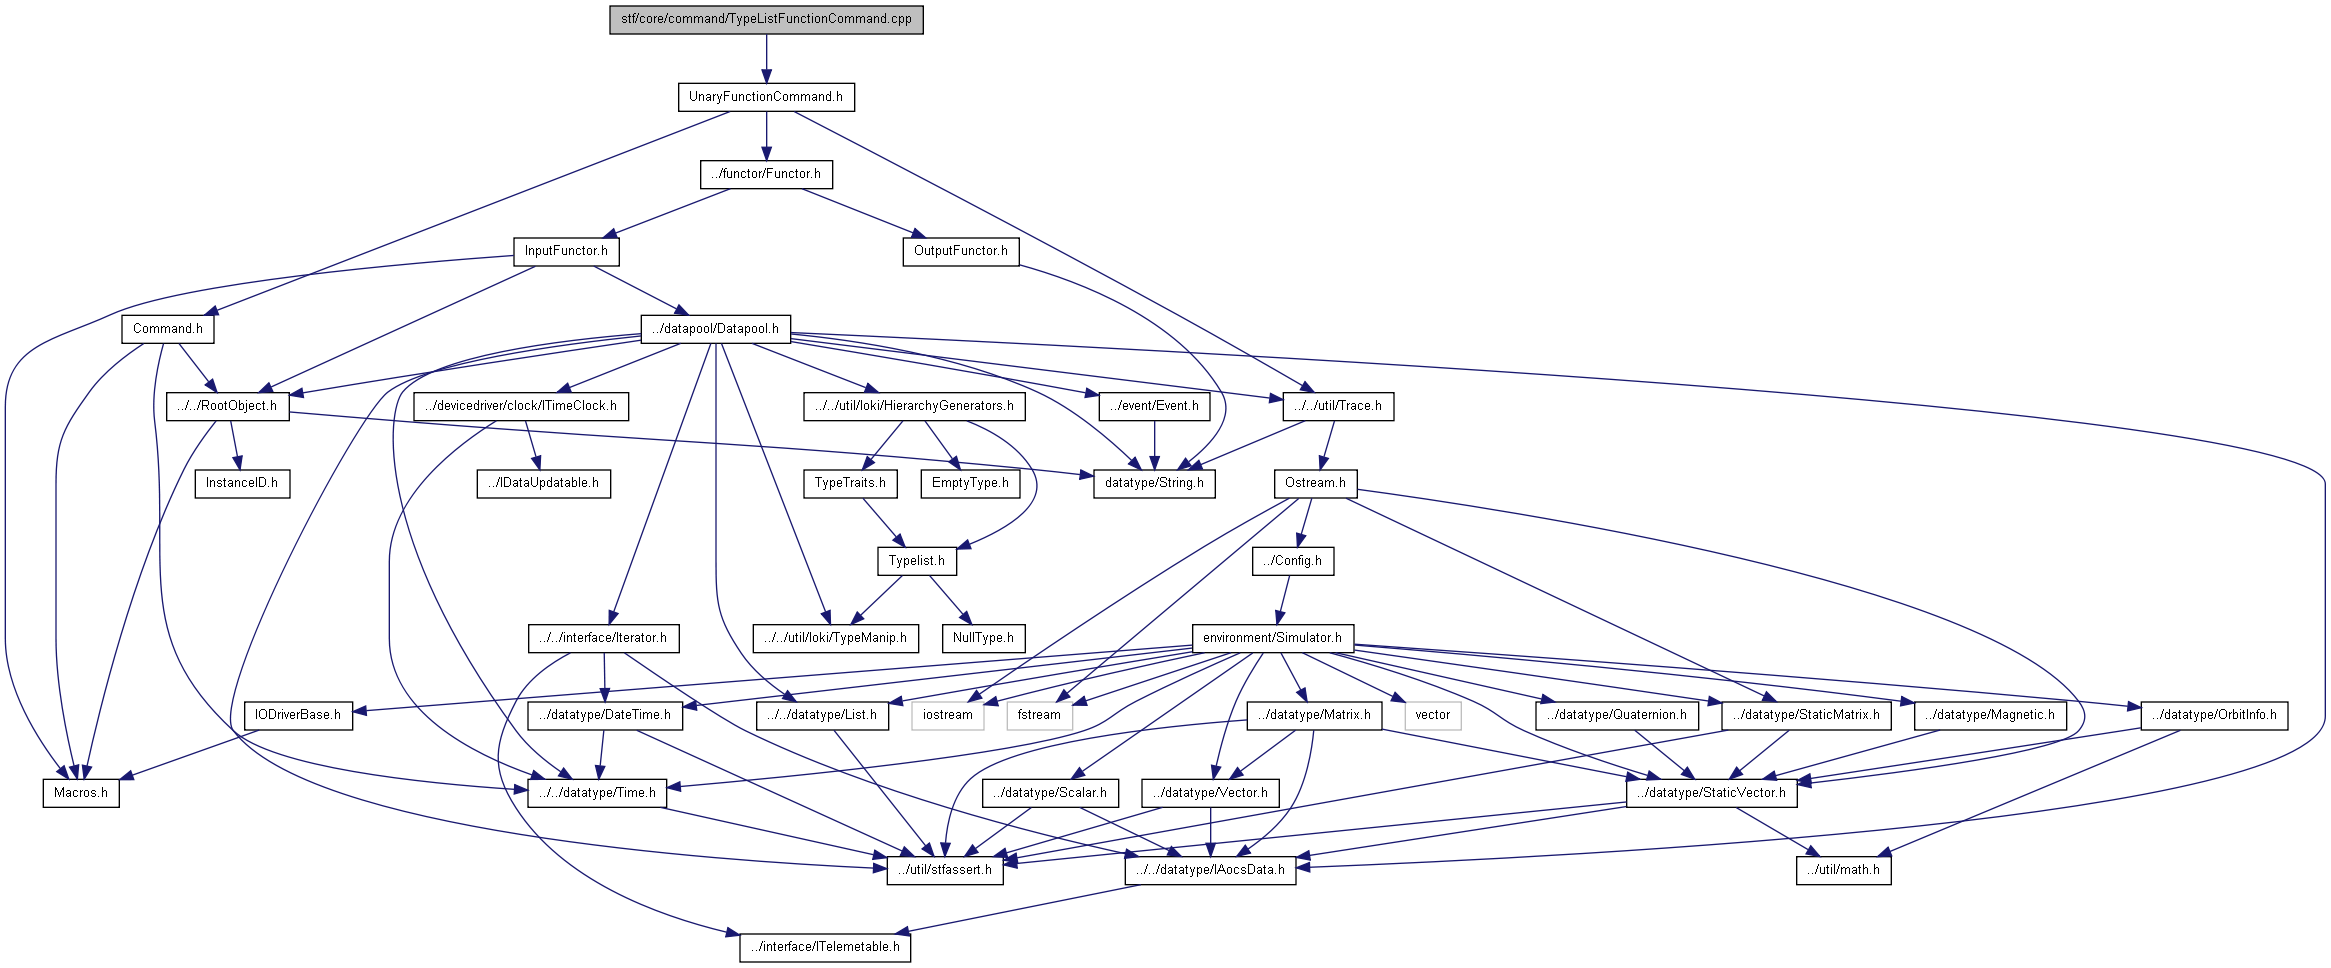 stf/core/command/TypeListFunctionCommand.cpp
UnaryFunctionCommand.h
../functor/Functor.h
InputFunctor.h
OutputFunctor.h
Command.h
../datapool/Datapool.h
../../RootObject.h
../devicedriver/clock/ITimeClock.h
../../util/loki/HierarchyGenerators.h
../event/Event.h
../../util/Trace.h
InstanceID.h
../IDataUpdatable.h
TypeTraits.h
EmptyType.h
datatype/String.h
Ostream.h
Typelist.h
../Config.h
../../interface/Iterator.h
../../util/loki/TypeManip.h
NullType.h
environment/Simulator.h
IODriverBase.h
../datatype/DateTime.h
../../datatype/List.h
iostream
fstream
../datatype/Matrix.h
vector
../datatype/Quaternion.h
../datatype/StaticMatrix.h
../datatype/Magnetic.h
../datatype/OrbitInfo.h
Macros.h
../../datatype/Time.h
../datatype/Scalar.h
../datatype/Vector.h
../datatype/StaticVector.h
../util/stfassert.h
../../datatype/IAocsData.h
../util/math.h
../interface/ITelemetable.h